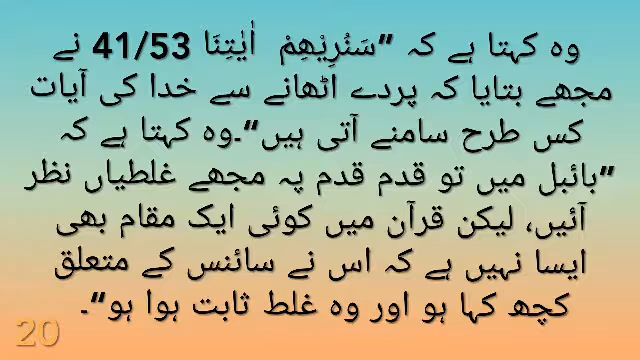 وہ کہتا ہے کہ ”سَنُرِيْهِمْ اٰيٰتِنَا 41/53 نے
مجھے بتایا کہ پردے اٹھانے سے خدا کی آیات
کس طرح سامنے آتی ہیں“۔وہ کہتا ہے کہ
”بائبل میں تو قدم قدم پہ مجھے غلطیاں نظر
آئیں، لیکن قرآن میں کوئی ایک مقام بھی
ایسا نہیں ہے کہ اس نے سائنس کے متعلق
کچھ کہا ہو اور وہ غلط ثابت ہوا ہو“۔
20